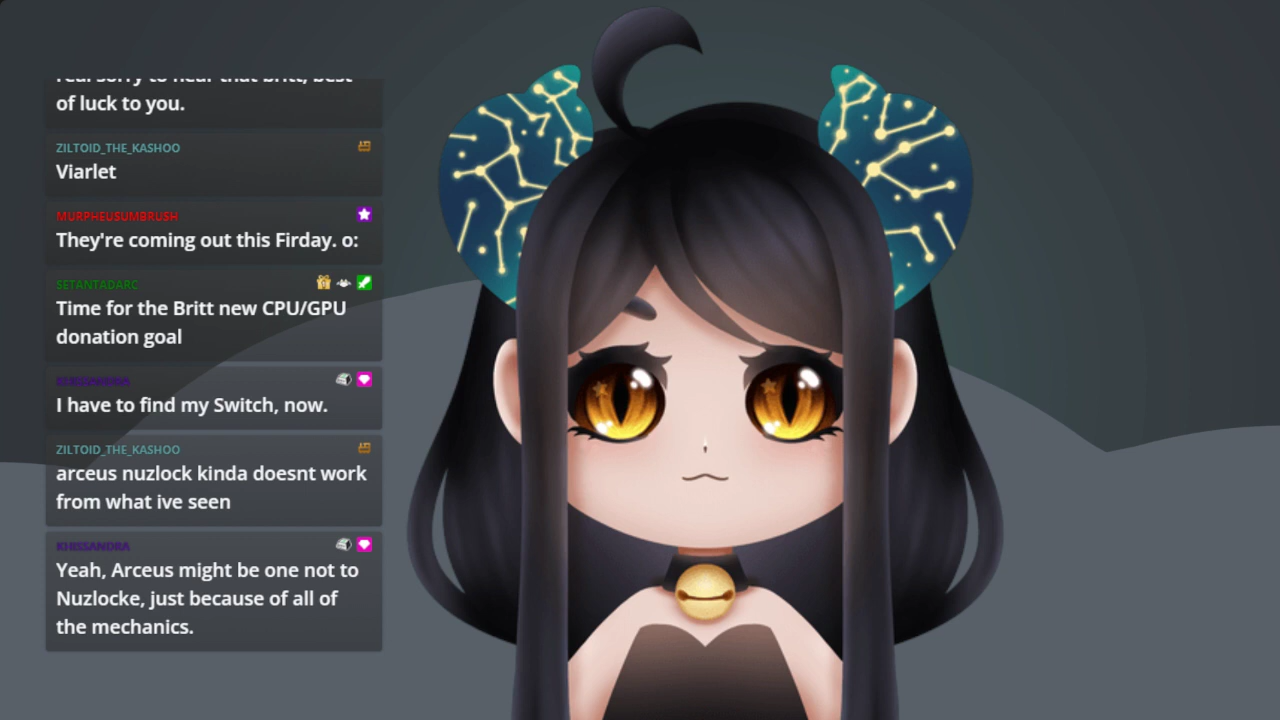 of luck to you.
ZILTOID_THE_KASHOO
Viarlet
MURPHEUSUMBRUSH
They're coming out this Firday. o:
SETANTADARC
Time for the Britt new CPU/GPU
donation goal
I have to find my Switch, now.
ZILTOID_THE_KASHOO
arceus nuzlock kinda doesnt work
from what ive seen
KHISSANDRA
Yeah, Arceus might be one not to
Nuzlocke, just because of all of
the mechanics.